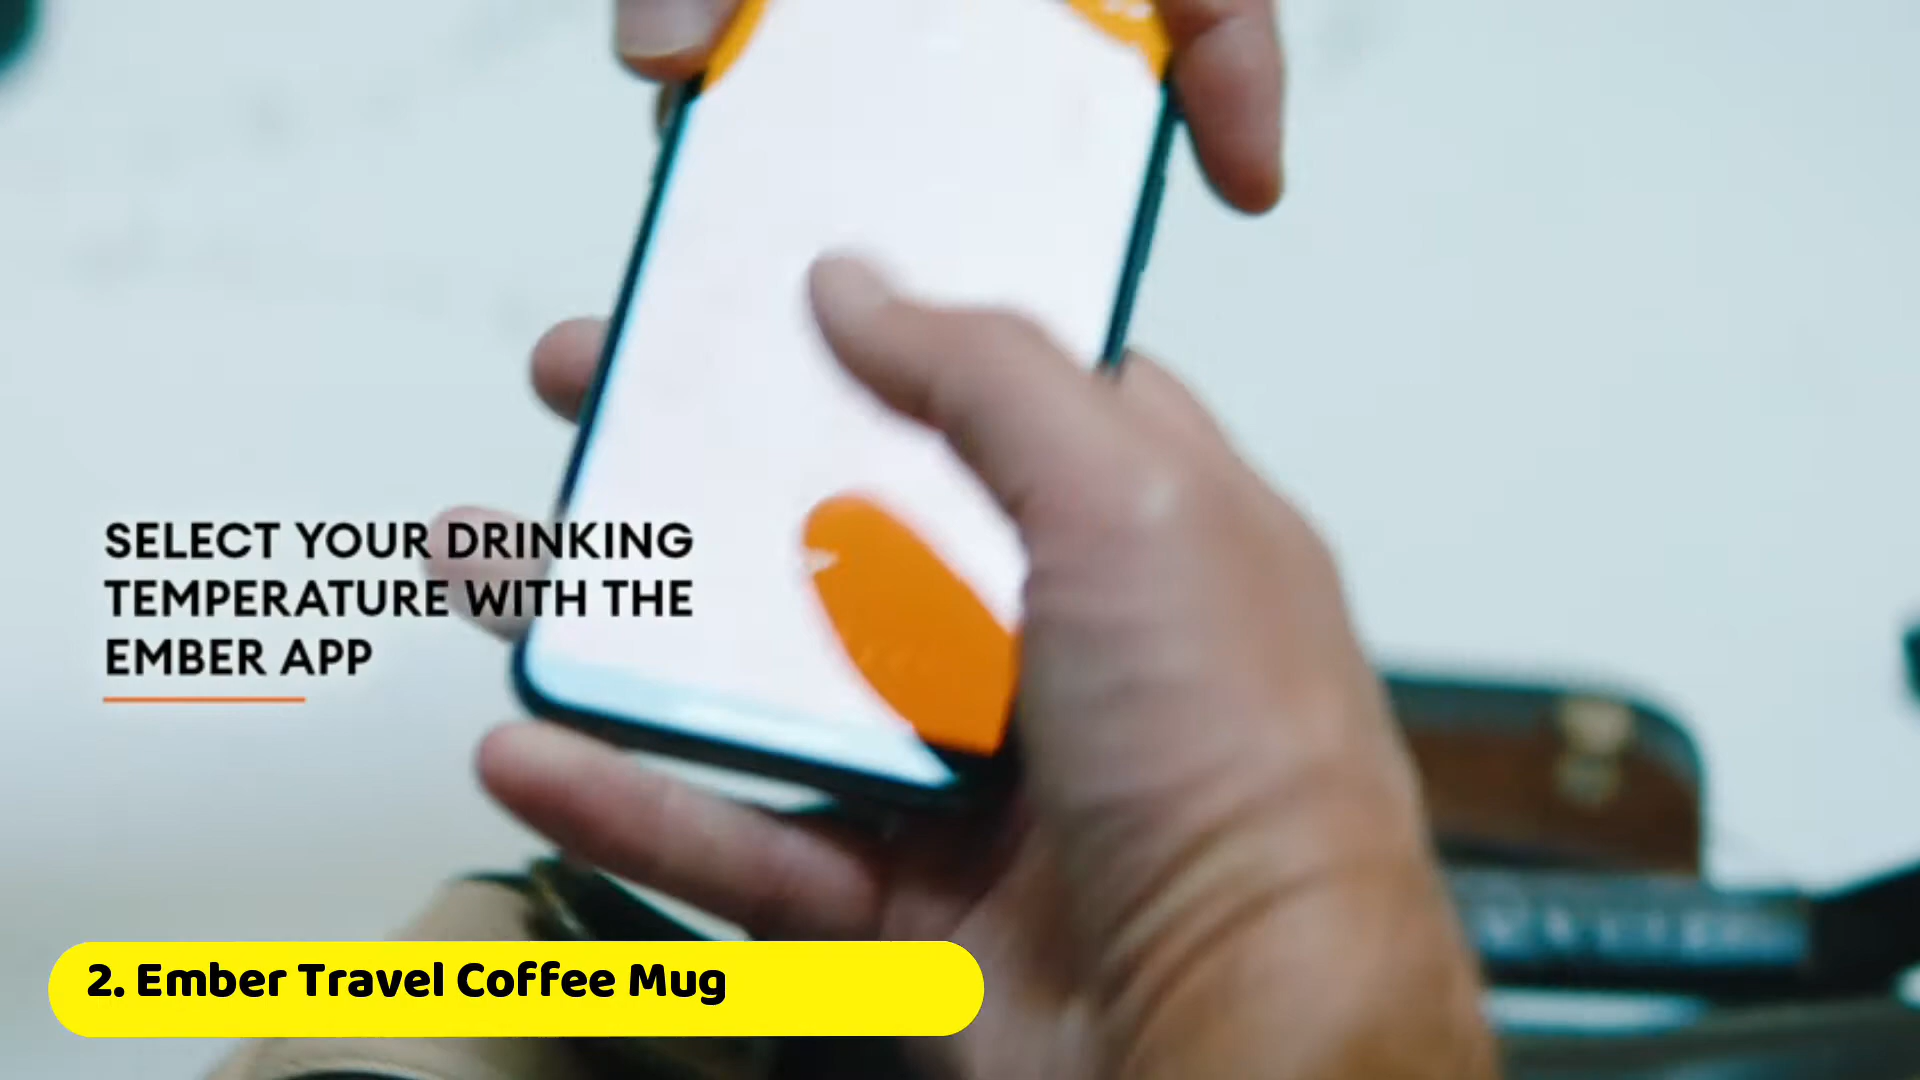 SELECT YOUR DRINKING
TEMPERATURE WITH THE
EMBER APP
2. Ember Travel Coffee Mug